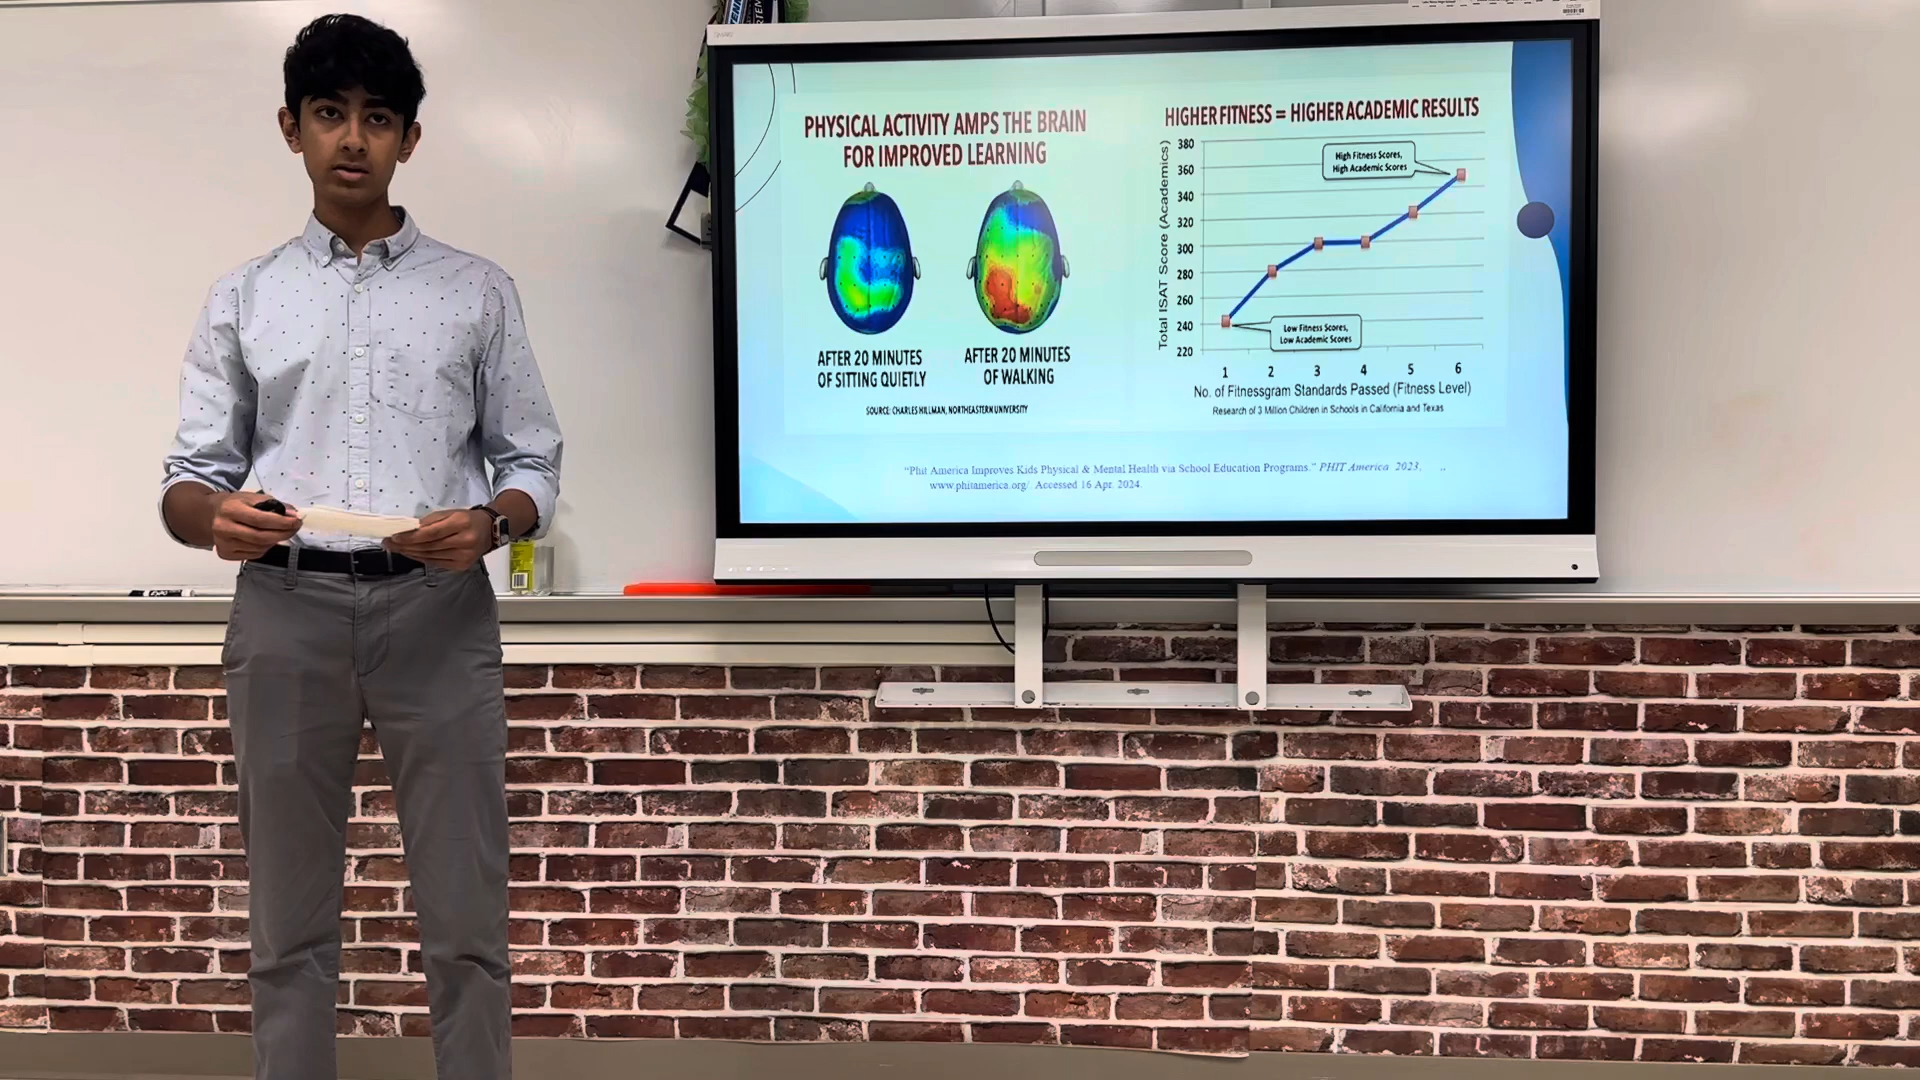 SMART
PHYSICAL ACTIVITY AMPS THE BRAIN
FOR IMPROVED LEARNING
AFTER 20 MINUTES
OF SITTING QUIETLY
AFTER 20 MINUTES
OF WALKING
SOURCE: CHARLES HILLMAN, NORTHEASTERN UNIVERSITY
HIGHER FITNESS = HIGHER ACADEMIC RESULTS
Total ISAT Score (Academics)
380
360
340
320
300
280
260
240
220
High Fitness Scores,
High Academic Scores
Low Fitness Scores,
Low Academic Scores
1 2 3 4 5 6
No. of Fitnessgram Standards Passed (Fitness Level)
Research of 3 Million Children in Schools in California and Texas
“Phit America Improves Kids Physical & Mental Health via School Education Programs.” PHIT America 2023,
www.phitamerica.org/. Accessed 16 Apr. 2024.
EXPO